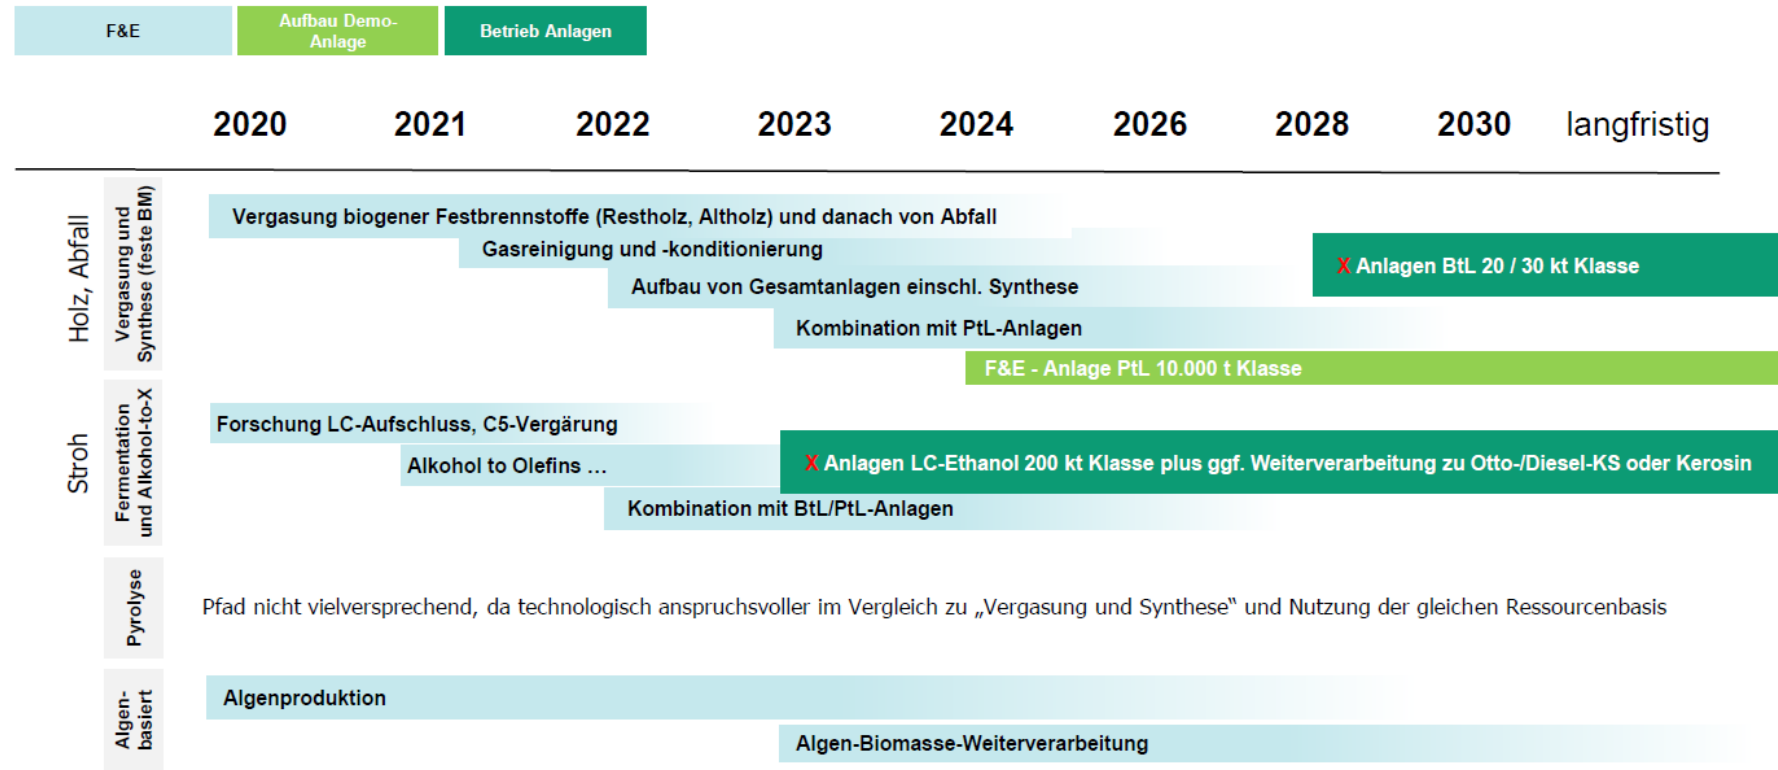 F&E
Aufbau Demo-
Anlage
Betrieb Anlagen
2020 2021 2022 2023 2024 2026 2028 2030 langfristig
Holz, Abfall
Vergasung und
Synthese (feste BM)
Vergasung biogener Festbrennstoffe (Restholz, Altholz) und danach von Abfall
Gasreinigung und -konditionierung
X Anlagen BtL 20 / 30 kt Klasse
Aufbau von Gesamtanlagen einschl. Synthese
Kombination mit PtL-Anlagen
F&E - Anlage PtL 10.000 t Klasse
Stroh
Fermentation
und Alkohol-to-X
Forschung LC-Aufschluss, C5-Vergärung
Alkohol to Olefins ...
X Anlagen LC-Ethanol 200 kt Klasse plus ggf. Weiterverarbeitung zu Otto-/Diesel-KS oder Kerosin
Kombination mit BtL/PtL-Anlagen
Pyrolyse
Pfad nicht vielversprechend, da technologisch anspruchsvoller im Vergleich zu „Vergasung und Synthese“ und Nutzung der gleichen Ressourcenbasis
Algen-
basiert
Algenproduktion
Algen-Biomasse-Weiterverarbeitung